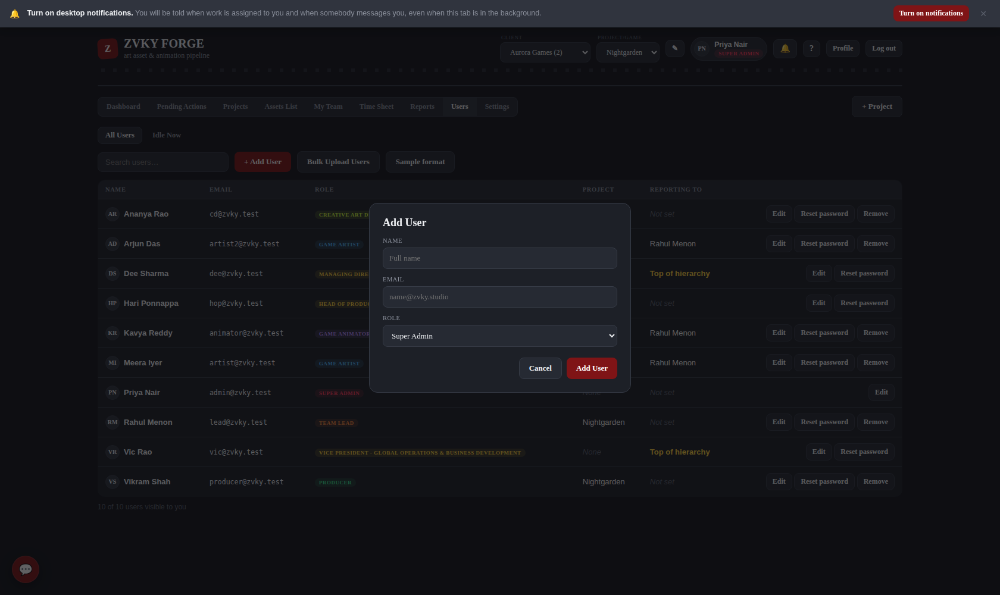 🔔 Turn on desktop notifications. You will be told when work is assigned to you and when somebody messages you, even when this tab is in the background. Turn on notifications ✕
Z ZVKY FORGE
art asset & animation pipeline
CLIENT PROJECT/GAME
Aurora Games (2) Nightgarden ✎ PN Priya Nair 🔔 ? Profile Log out
SUPER ADMIN
Dashboard Pending Actions Projects Assets List My Team Time Sheet Reports Users Settings + Project
All Users Idle Now
Search users… + Add User Bulk Upload Users Sample format
NAME EMAIL ROLE PROJECT REPORTING TO
AR Ananya Rao cd@zvky.test CREATIVE ART Not set Edit Reset password Remove
AD Arjun Das artist2@zvky.test GAME ARTIST Rahul Menon Edit Reset password Remove
DS Dee Sharma dee@zvky.test MANAGING Top of hierarchy Edit Reset password
HP Hari Ponnappa hop@zvky.test HEAD OF Not set Edit Reset password
KR Kavya Reddy animator@zvky.test GAME ANIMATOR Rahul Menon Edit Reset password Remove
MI Meera Iyer artist@zvky.test GAME ARTIST Rahul Menon Edit Reset password Remove
PN Priya Nair admin@zvky.test SUPER ADMIN None Not set Edit
RM Rahul Menon lead@zvky.test TEAM LEAD Nightgarden Not set Edit Reset password Remove
VR Vic Rao vic@zvky.test VICE PRESIDENT - GLOBAL OPERATIONS & BUSINESS DEVELOPMENT None Top of hierarchy Edit Reset password
VS Vikram Shah producer@zvky.test PRODUCER Nightgarden Not set Edit Reset password Remove
10 of 10 users visible to you
Add User
NAME
Full name
EMAIL
name@zvky.studio
ROLE
Super Admin
Cancel Add User